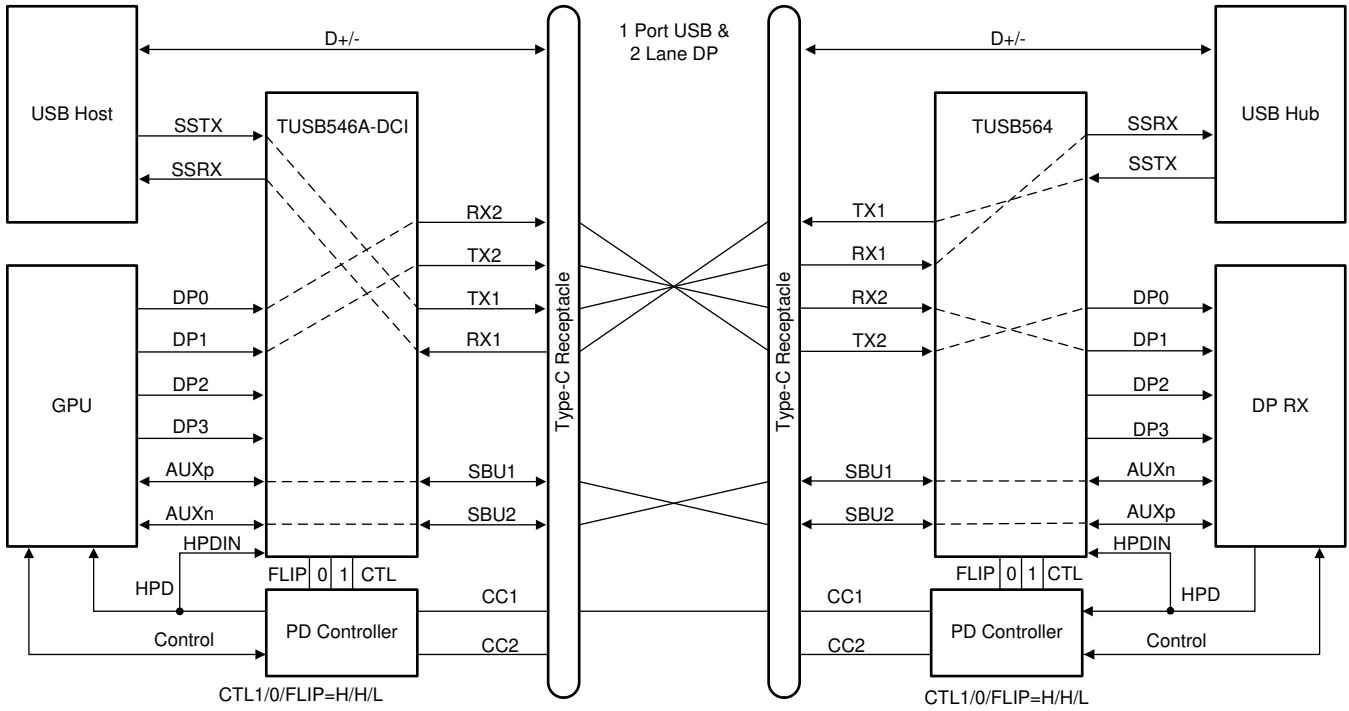 D+/-
1 Port USB &
2 Lane DP
D+/-
USB Host
TUSB546A-DCI
SSTX
SSRX
RX2
TX2
TX1
RX1
GPU
DP0
DP1
DP2
DP3
AUXp
AUXn
SBU1
SBU2
HPDIN
HPD
Control
FLIP 0 1 CTL
PD Controller
CC1
CC2
CTL1/0/FLIP=H/H/L
Type-C Receptacle
Type-C Receptacle
TUSB564
USB Hub
SSRX
SSTX
TX1
RX1
RX2
TX2
DP0
DP1
DP2
DP3
DP RX
SBU1
SBU2
AUXn
AUXp
HPDIN
HPD
Control
FLIP 0 1 CTL
PD Controller
CC1
CC2
CTL1/0/FLIP=H/H/L